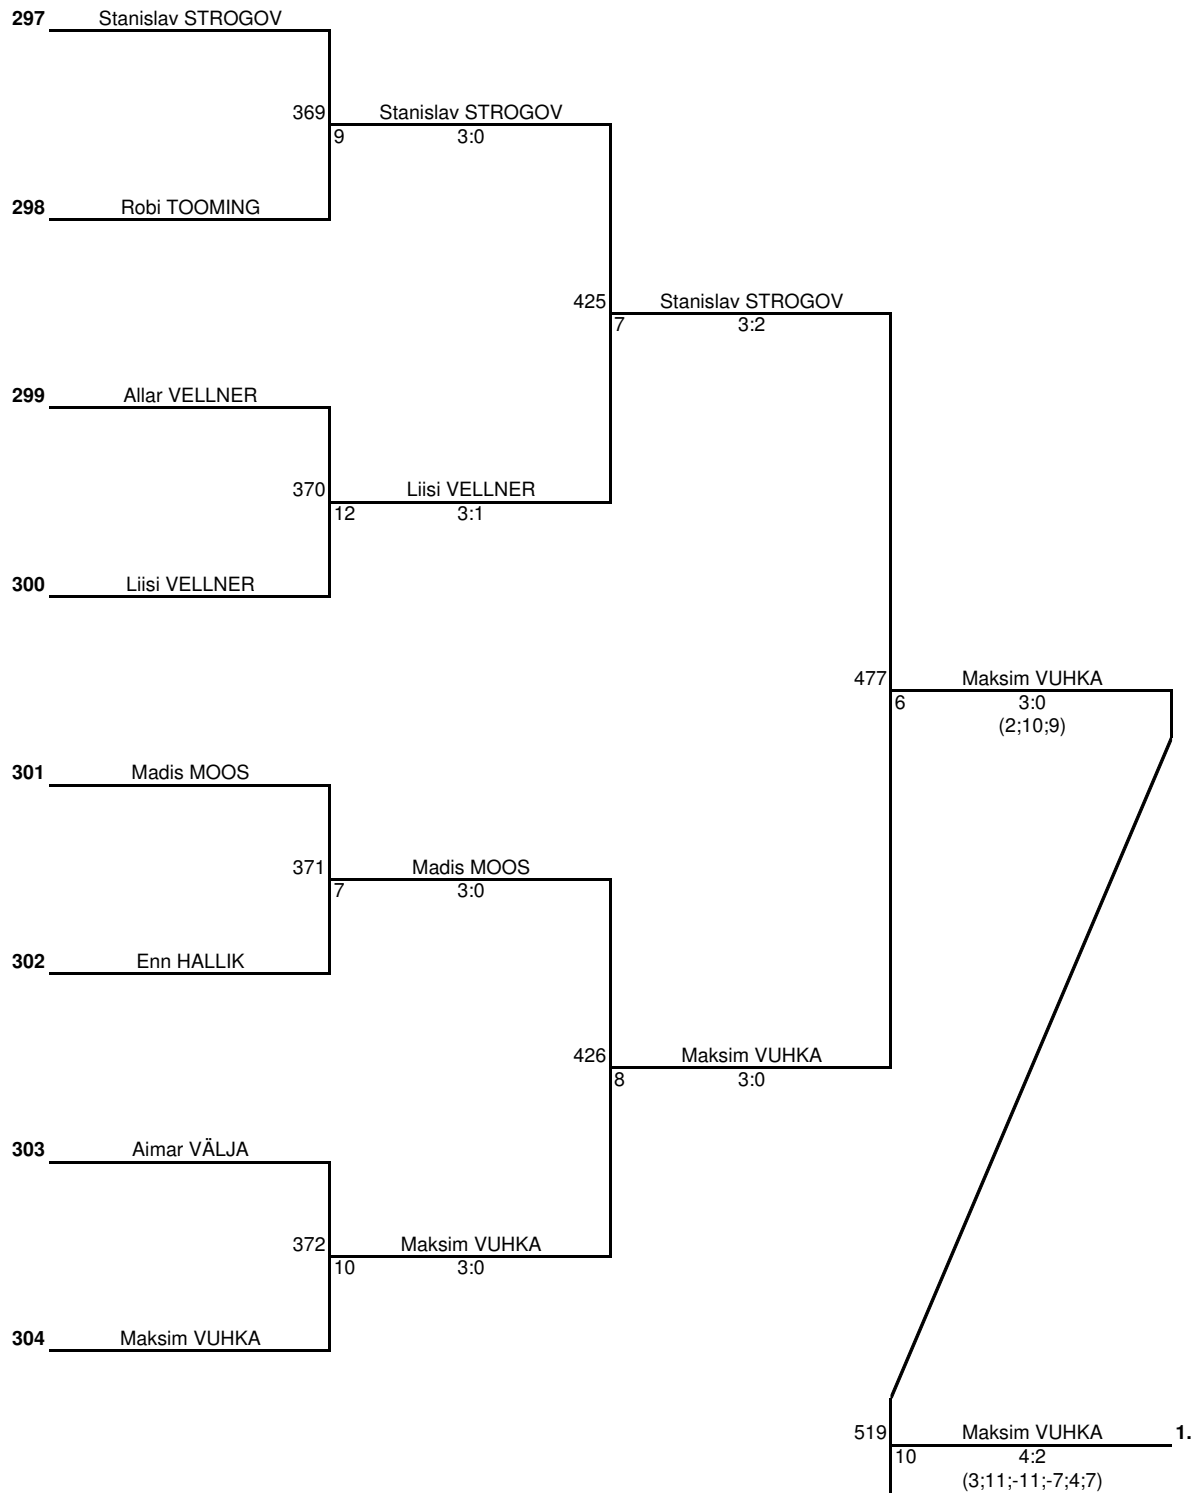 297 Stanislav STROGOV
369 Stanislav STROGOV
9 3:0
298 Robi TOOMING
425 Stanislav STROGOV
7 3:2
299 Allar VELLNER
370 Liisi VELLNER
12 3:1
300 Liisi VELLNER
477 Maksim VUHKA
6 3:0
(2;10;9)
301 Madis MOOS
371 Madis MOOS
7 3:0
302 Enn HALLIK
426 Maksim VUHKA
8 3:0
303 Aimar VÄLJA
372 Maksim VUHKA
10 3:0
304 Maksim VUHKA
519 Maksim VUHKA 1.
10 4:2
(3;11;-11;-7;4;7)